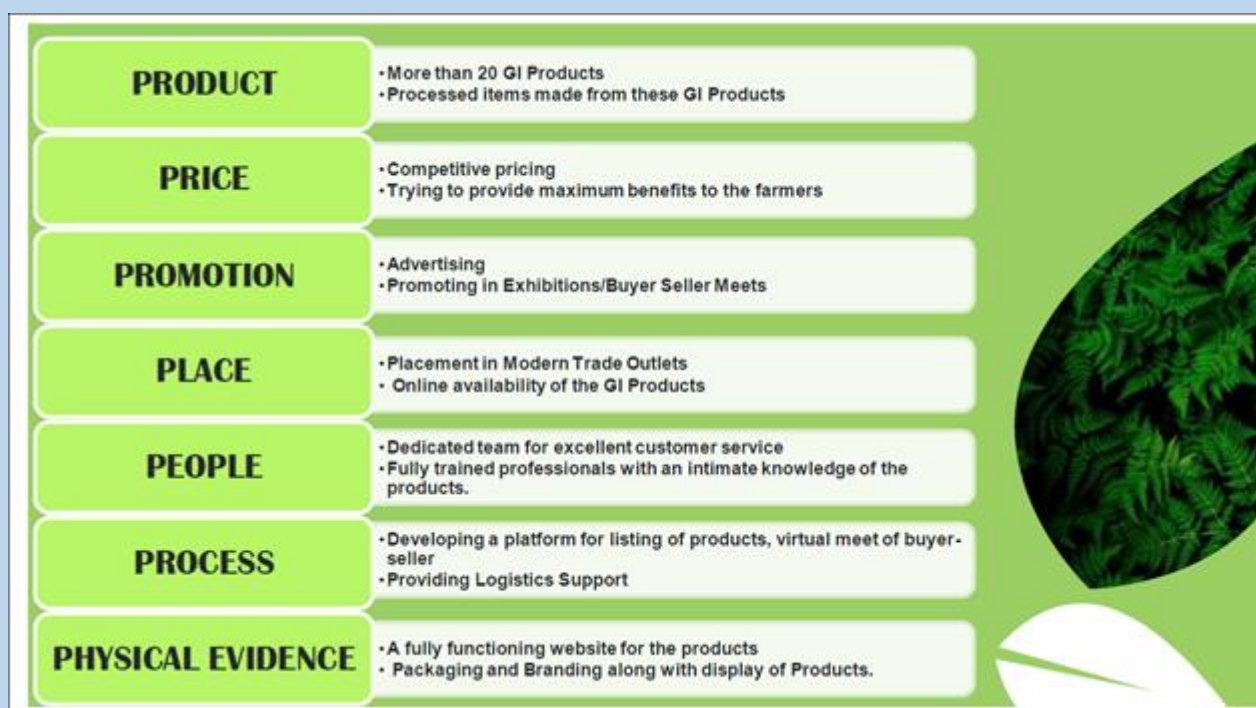 PRODUCT
•More than 20 GI Products
•Processed items made from these GI Products
PRICE
•Competitive pricing
•Trying to provide maximum benefits to the farmers
PROMOTION
•Advertising
•Promoting in Exhibitions/Buyer Seller Meets
PLACE
•Placement in Modern Trade Outlets
• Online availability of the GI Products
PEOPLE
•Dedicated team for excellent customer service
•Fully trained professionals with an intimate knowledge of the
products.
PROCESS
•Developing a platform for listing of products, virtual meet of buyer-
seller
•Providing Logistics Support
PHYSICAL EVIDENCE
•A fully functioning website for the products
• Packaging and Branding along with display of Products.